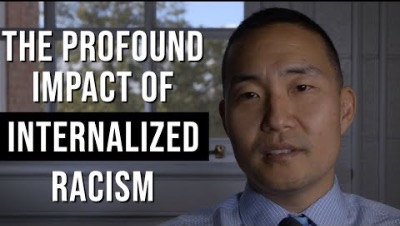 THE PROFOUND
IMPACT OF
INTERNALIZED
RACISM